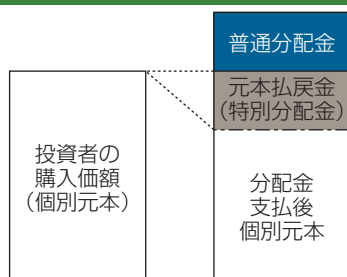 普通分配金
元本払戻金
(特別分配金)
投資者の
購入価額
(個別元本)
分配金
支払後
個別元本